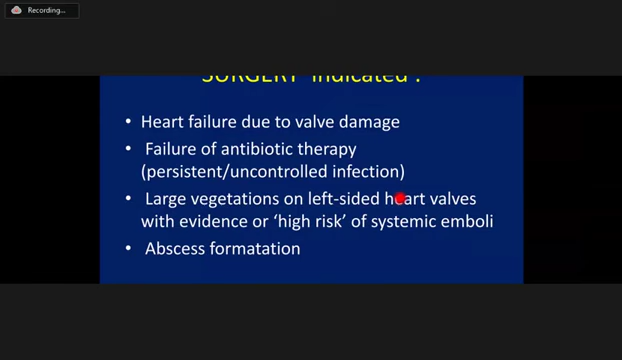 Recording...
SURGERY indicated :
• Heart failure due to valve damage
• Failure of antibiotic therapy
(persistent/uncontrolled infection)
• Large vegetations on left-sided heart valves
with evidence or ‘high risk’ of systemic emboli
• Abscess formatation